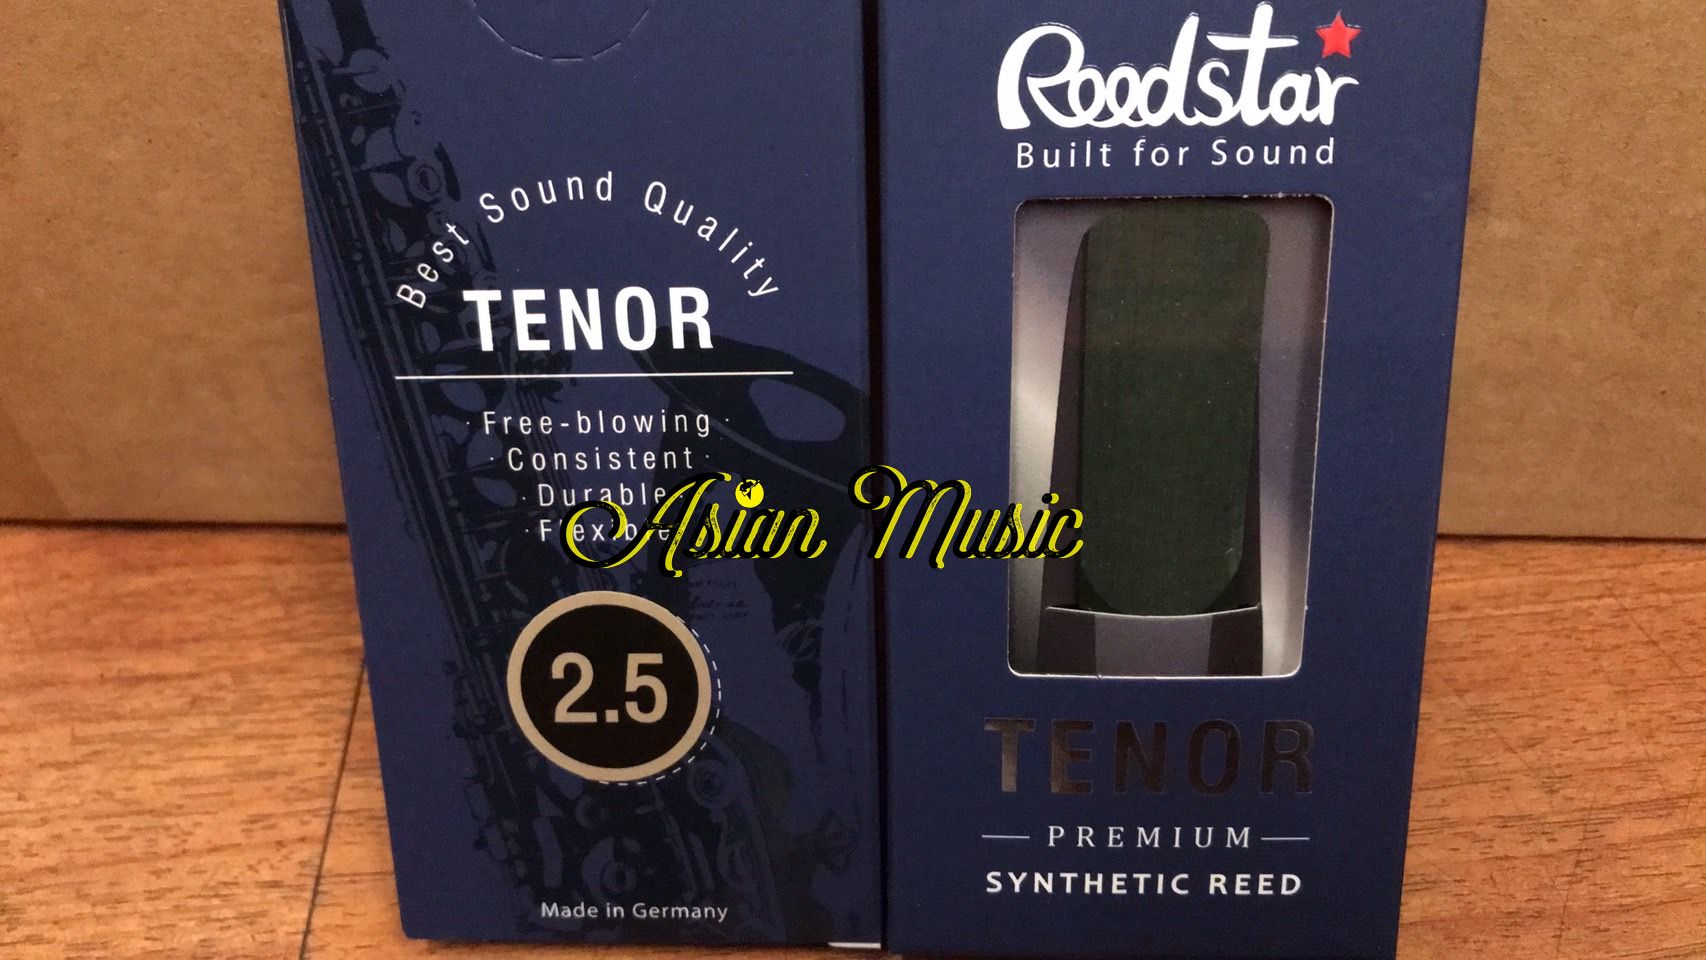 Best Sound Quality
TENOR
· Free-blowing ·
· Consistent ·
· Durable ·
· Flexible
2.5
Made in Germany
Reedstar
Built for Sound
TENOR
PREMIUM
SYNTHETIC REED
Asian Music